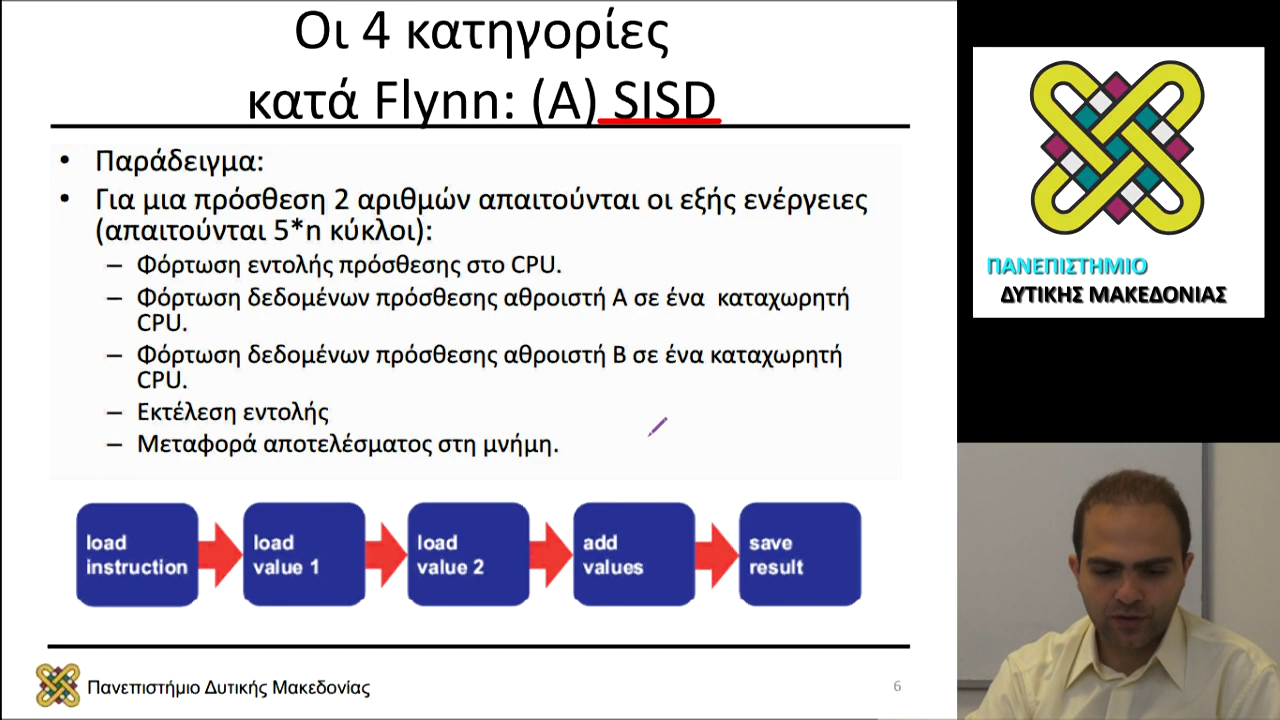 Οι 4 κατηγορίες
κατά Flynn: (A) SISD
• Παράδειγμα:
• Για μια πρόσθεση 2 αριθμών απαιτούνται οι εξής ενέργειες
(απαιτούνται 5*n κύκλοι):
– Φόρτωση εντολής πρόσθεσης στο CPU.
– Φόρτωση δεδομένων πρόσθεσης αθροιστή Α σε ένα καταχωρητή
CPU.
– Φόρτωση δεδομένων πρόσθεσης αθροιστή Β σε ένα καταχωρητή
CPU.
– Εκτέλεση εντολής
– Μεταφορά αποτελέσματος στη μνήμη.
load
instruction
load
value 1
load
value 2
add
values
save
result
Πανεπιστήμιο Δυτικής Μακεδονίας
6
ΠΑΝΕΠΙΣΤΗΜΙΟ
ΔΥΤΙΚΗΣ ΜΑΚΕΔΟΝΙΑΣ